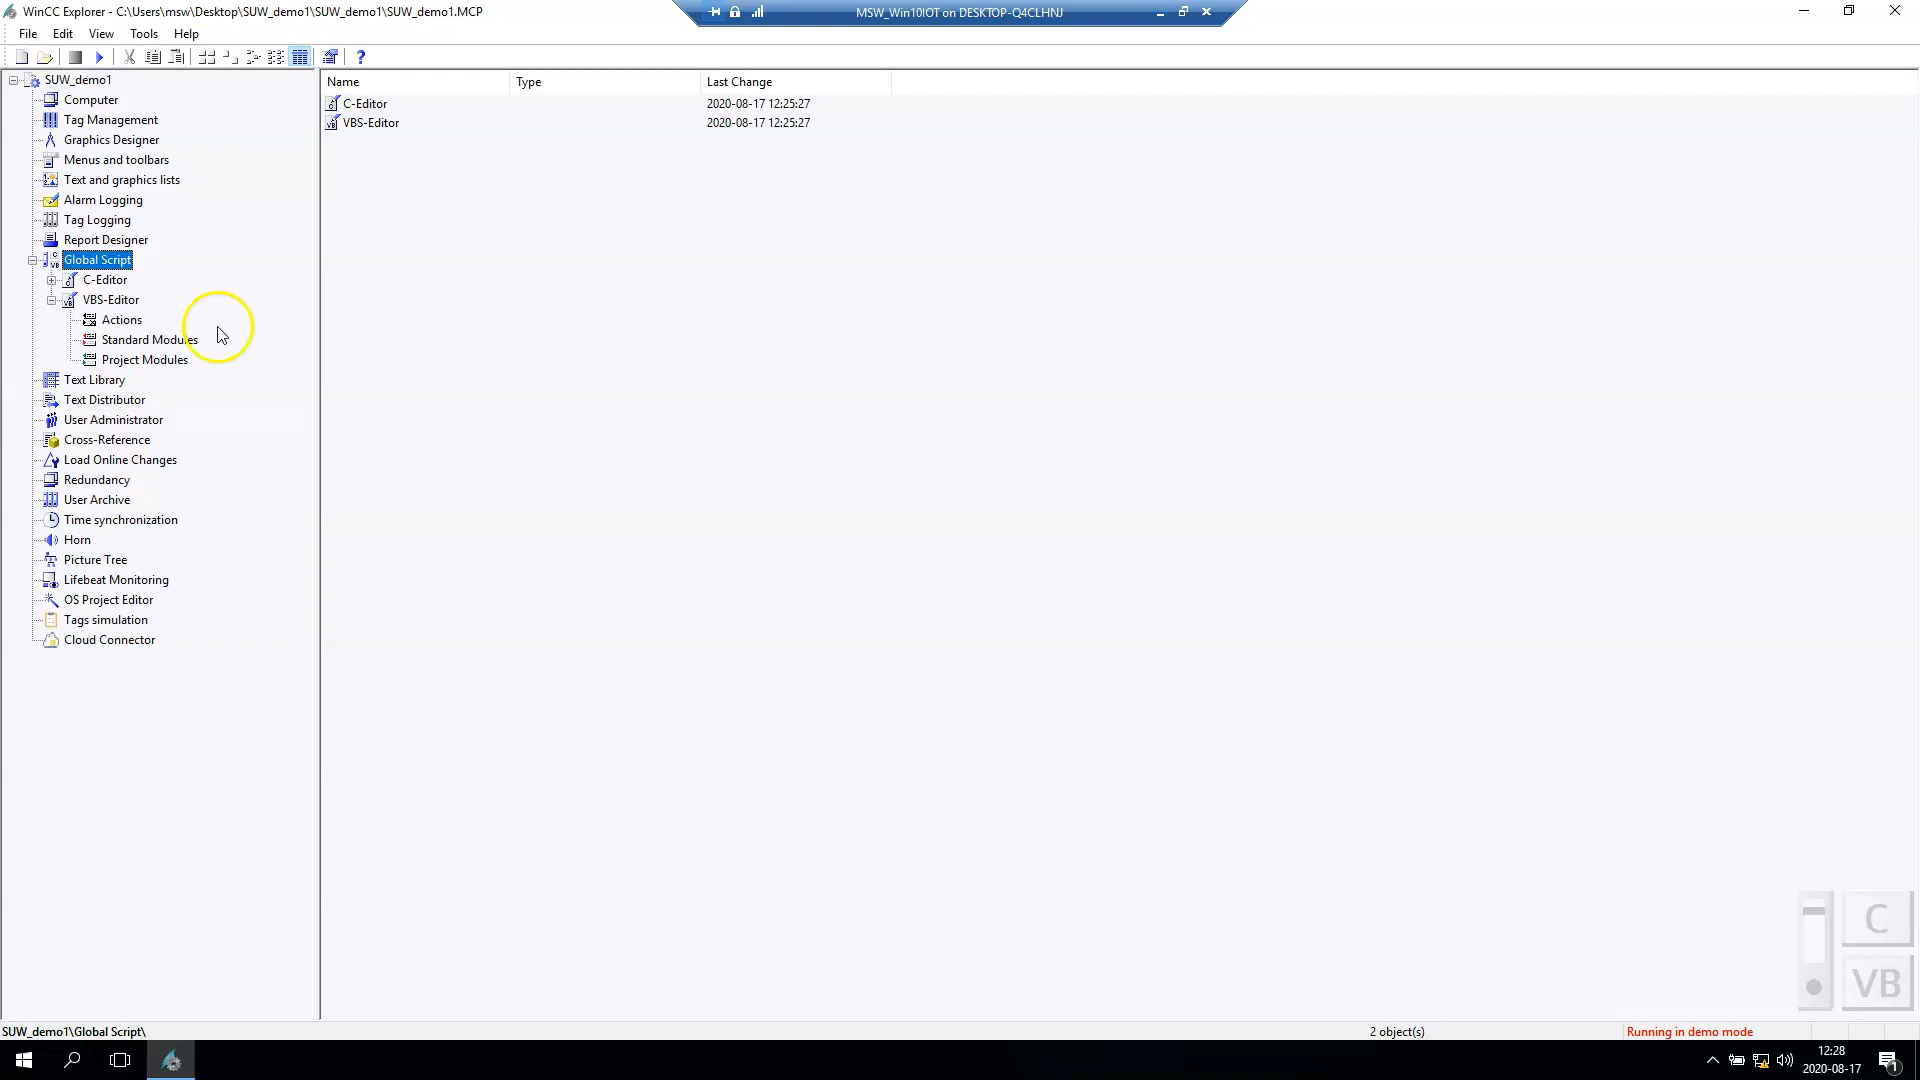 WinCC Explorer - C:\Users\msw\Desktop\SUW_demo1\SUW_demo1\SUW_demo1.MCP
MSW_Win10IOT on DESKTOP-Q4CLHNJ
File Edit View Tools Help
SUW_demo1
Computer
Tag Management
Graphics Designer
Menus and toolbars
Text and graphics lists
Alarm Logging
Tag Logging
Report Designer
Global Script
C-Editor
VBS-Editor
Actions
Standard Modules
Project Modules
Text Library
Text Distributor
User Administrator
Cross-Reference
Load Online Changes
Redundancy
User Archive
Time synchronization
Horn
Picture Tree
Lifebeat Monitoring
OS Project Editor
Tags simulation
Cloud Connector
Name Type Last Change
C-Editor 2020-08-17 12:25:27
VBS-Editor 2020-08-17 12:25:27
C
VB
SUW_demo1\Global Script\ 2 object(s) Running in demo mode
12:28
2020-08-17
1